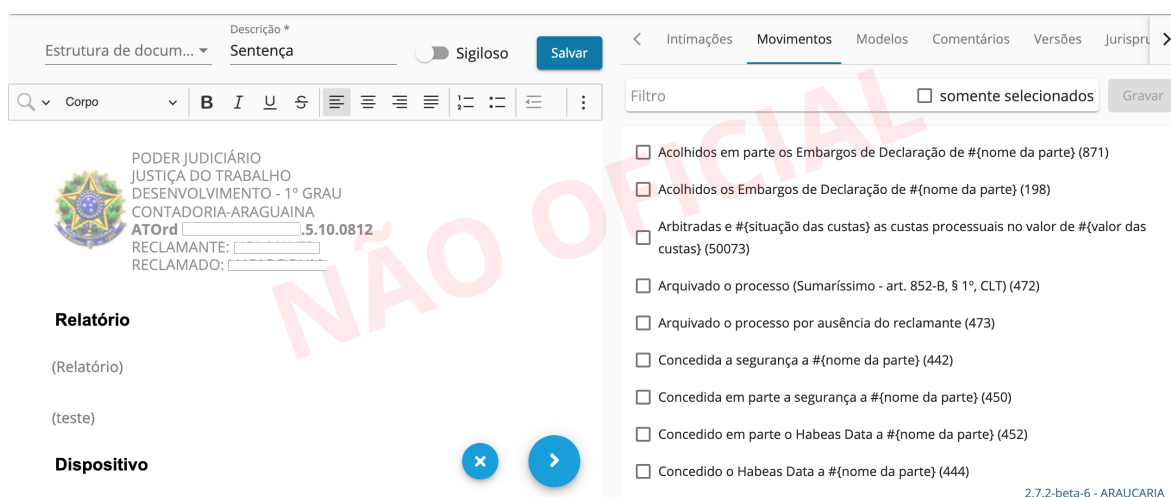 Estrutura de docum...
Descrição *
Sentença
Sigiloso
Salvar
Corpo
B I U S
PODER JUDICIÁRIO
JUSTIÇA DO TRABALHO
DESENVOLVIMENTO - 1º GRAU
CONTADORIA-ARAGUAINA
ATOrd .5.10.0812
RECLAMANTE:
RECLAMADO:
Relatório
(Relatório)
(teste)
Dispositivo
Intimações Movimentos Modelos Comentários Versões Jurispru
Filtro
somente selecionados
Gravar
Acolhidos em parte os Embargos de Declaração de #{nome da parte} (871)
Acolhidos os Embargos de Declaração de #{nome da parte} (198)
Arbitradas e #{situação das custas} as custas processuais no valor de #{valor das
custas} (50073)
Arquivado o processo (Sumaríssimo - art. 852-B, § 1º, CLT) (472)
Arquivado o processo por ausência do reclamante (473)
Concedida a segurança a #{nome da parte} (442)
Concedida em parte a segurança a #{nome da parte} (450)
Concedido em parte o Habeas Data a #{nome da parte} (452)
Concedido o Habeas Data a #{nome da parte} (444)
2.7.2-beta-6 - ARAUCARIA
NÃO OFICIAL